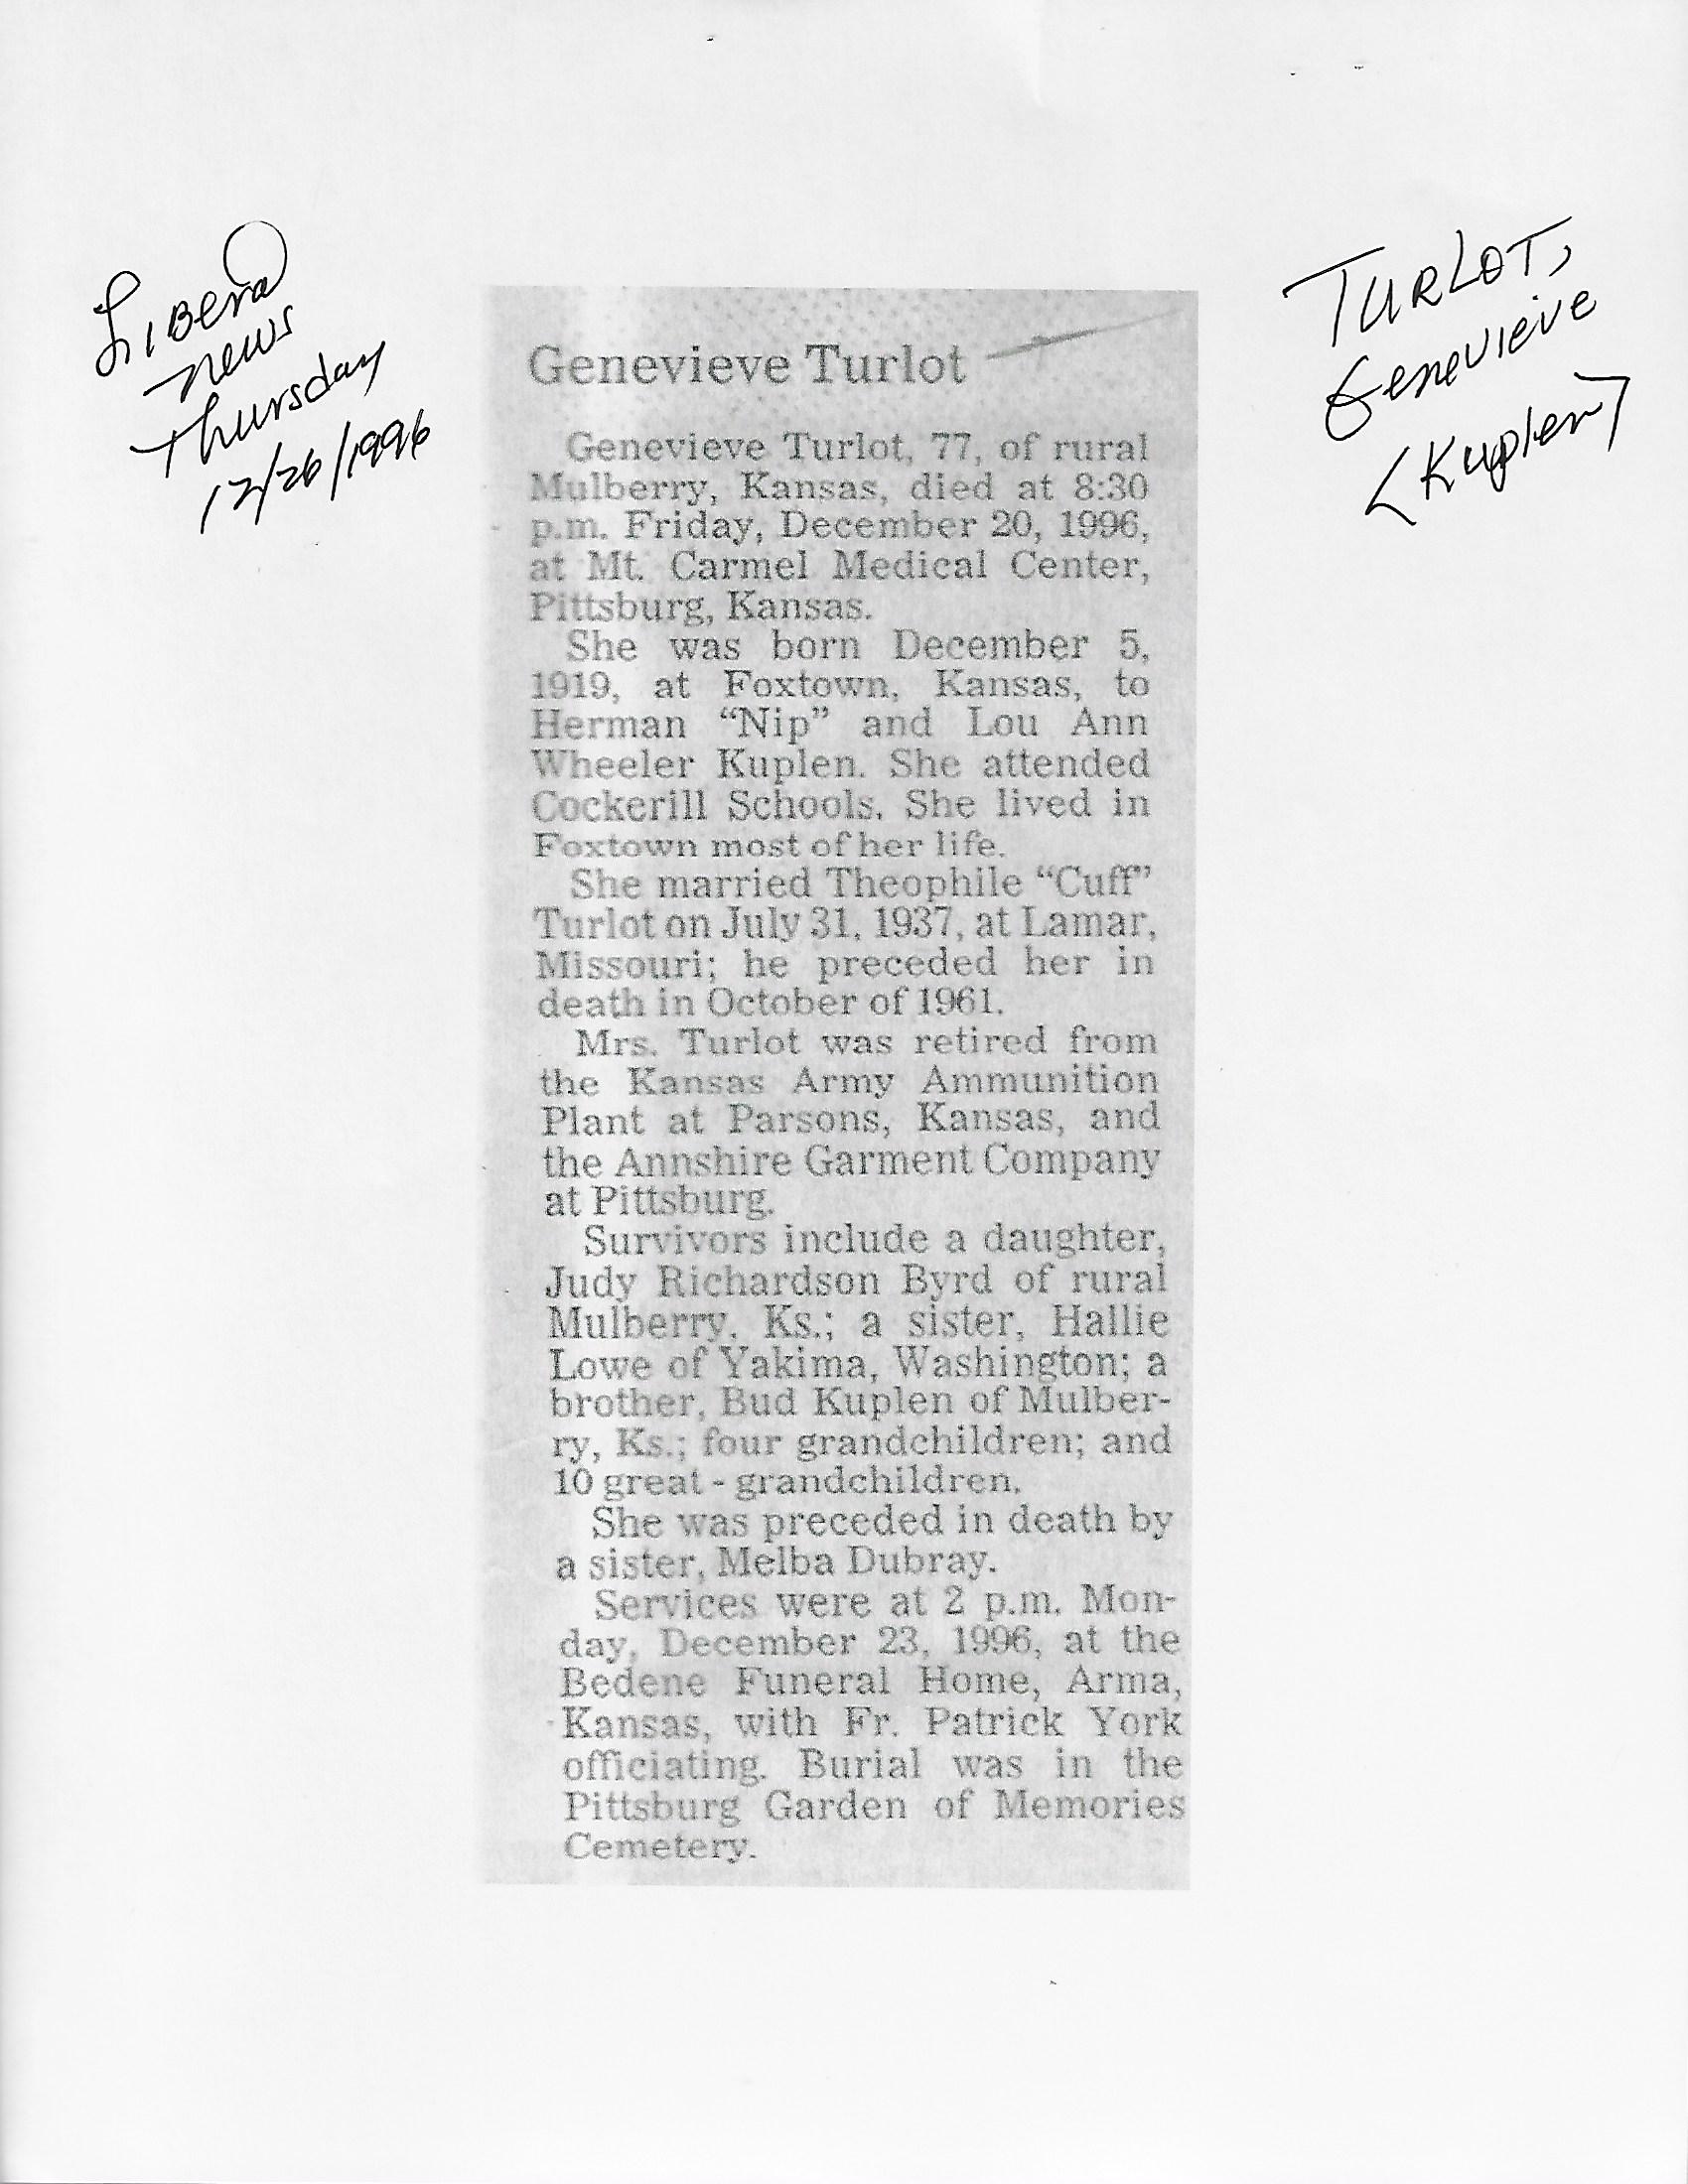 Liberal
News
Thursday
12/26/1996
TURLOT,
Genevieve
<Kuplen>
Genevieve Turlot
Genevieve Turlot, 77, of rural
Mulberry, Kansas, died at 8:30
p.m. Friday, December 20, 1996,
at Mt. Carmel Medical Center,
Pittsburg, Kansas.
She was born December 5,
1919, at Foxtown, Kansas, to
Herman “Nip” and Lou Ann
Wheeler Kuplen. She attended
Cockerill Schools. She lived in
Foxtown most of her life.
She married Theophile “Cuff”
Turlot on July 31, 1937, at Lamar,
Missouri; he preceded her in
death in October of 1961.
Mrs. Turlot was retired from
the Kansas Army Ammunition
Plant at Parsons, Kansas, and
the Annshire Garment Company
at Pittsburg.
Survivors include a daughter,
Judy Richardson Byrd of rural
Mulberry, Ks.; a sister, Hallie
Lowe of Yakima, Washington; a
brother, Bud Kuplen of Mulber-
ry, Ks.; four grandchildren; and
10 great - grandchildren.
She was preceded in death by
a sister, Melba Dubray.
Services were at 2 p.m. Mon-
day, December 23, 1996, at the
Bedene Funeral Home, Arma,
Kansas, with Fr. Patrick York
officiating. Burial was in the
Pittsburg Garden of Memories
Cemetery.